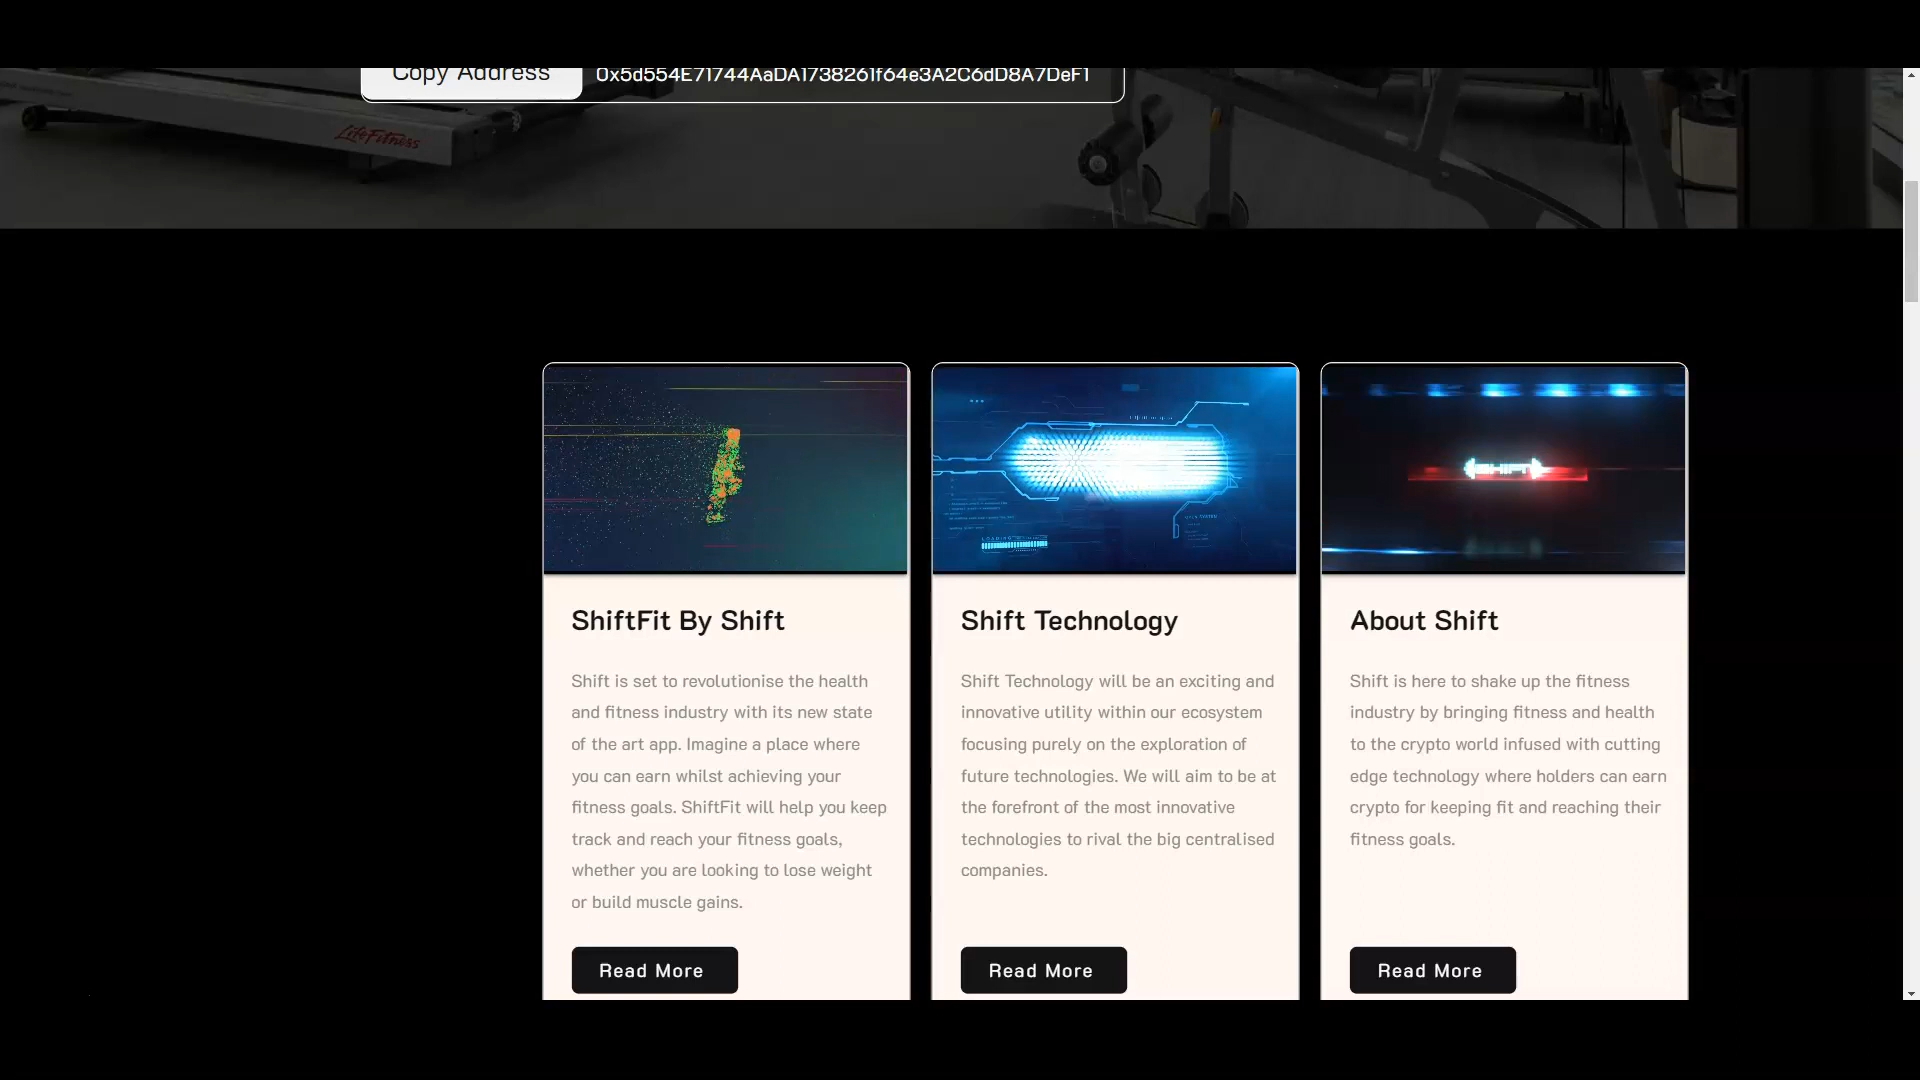 Copy Address 0x5d554E71744AaDA1738261f64e3A2C6dD8A7DeF1
LifeFitness
LOADING
SHIFT
ShiftFit By Shift
Shift is set to revolutionise the health
and fitness industry with its new state
of the art app. Imagine a place where
you can earn whilst achieving your
fitness goals. ShiftFit will help you keep
track and reach your fitness goals,
whether you are looking to lose weight
or build muscle gains.
Read More
Shift Technology
Shift Technology will be an exciting and
innovative utility within our ecosystem
focusing purely on the exploration of
future technologies. We will aim to be at
the forefront of the most innovative
technologies to rival the big centralised
companies.
Read More
About Shift
Shift is here to shake up the fitness
industry by bringing fitness and health
to the crypto world infused with cutting
edge technology where holders can earn
crypto for keeping fit and reaching their
fitness goals.
Read More